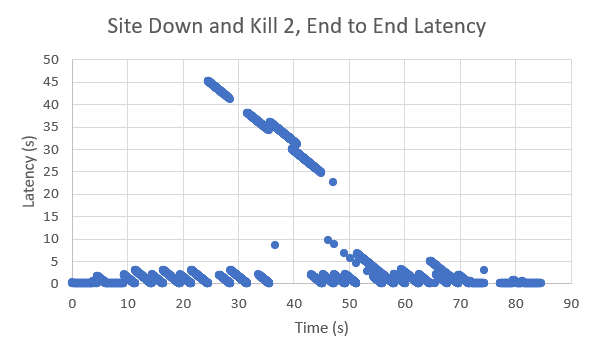 Site Down and Kill 2, End to End Latency
50
45
40
35
30
25
20
15
10
5
0
Latency (s)
0 10 20 30 40 50 60 70 80 90
Time (s)